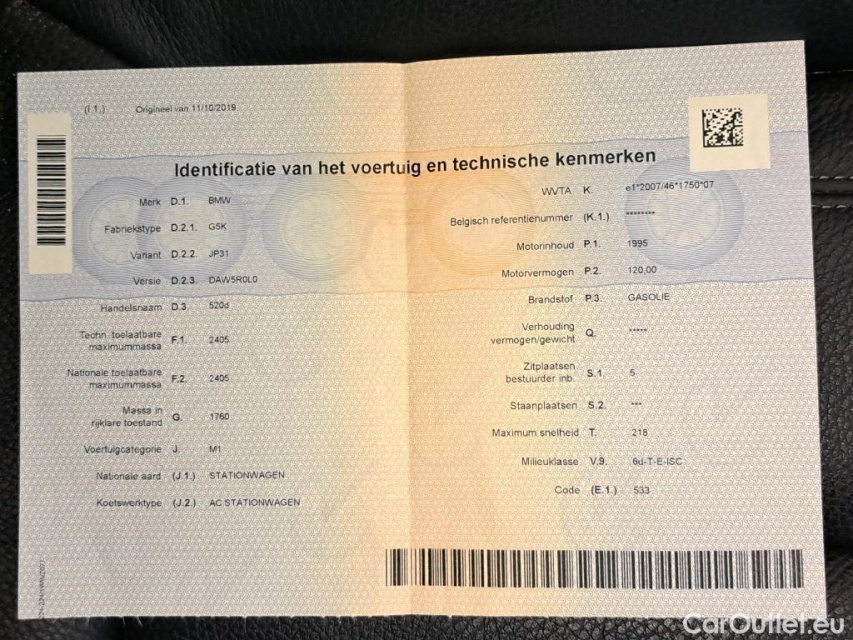 (I.1.) Origineel van 11/10/2019
Identificatie van het voertuig en technische kenmerken
Merk D.1. BMW
Fabriekstype D.2.1. G5K
Variant D.2.2. JP31
Versie D.2.3. DAW5R0L0
Handelsnaam D.3 520d
Techn. toelaatbare
maximummassa F.1. 2405
Nationale toelaatbare
maximummassa F.2. 2405
Massa in
rijklare toestand G. 1760
Voertuigcategorie J. M1
Nationale aard (J.1.) STATIONWAGEN
Koetswerktype (J.2.) AC STATIONWAGEN
WVTA K. e1*2007/46*1750*07
Belgisch referentienummer (K.1.) ********
Motorinhoud P.1. 1995
Motorvermogen P.2. 120,00
Brandstof P.3. GASOLIE
Verhouding
vermogen/gewicht Q. *****
Zitplaatsen
bestuurder inb. S.1. 5
Staanplaatsen S.2. ***
Maximum snelheid T. 218
Milieuklasse V.9. 6d-T-E-ISC
Code (E.1.) 533
CarOutlet.eu